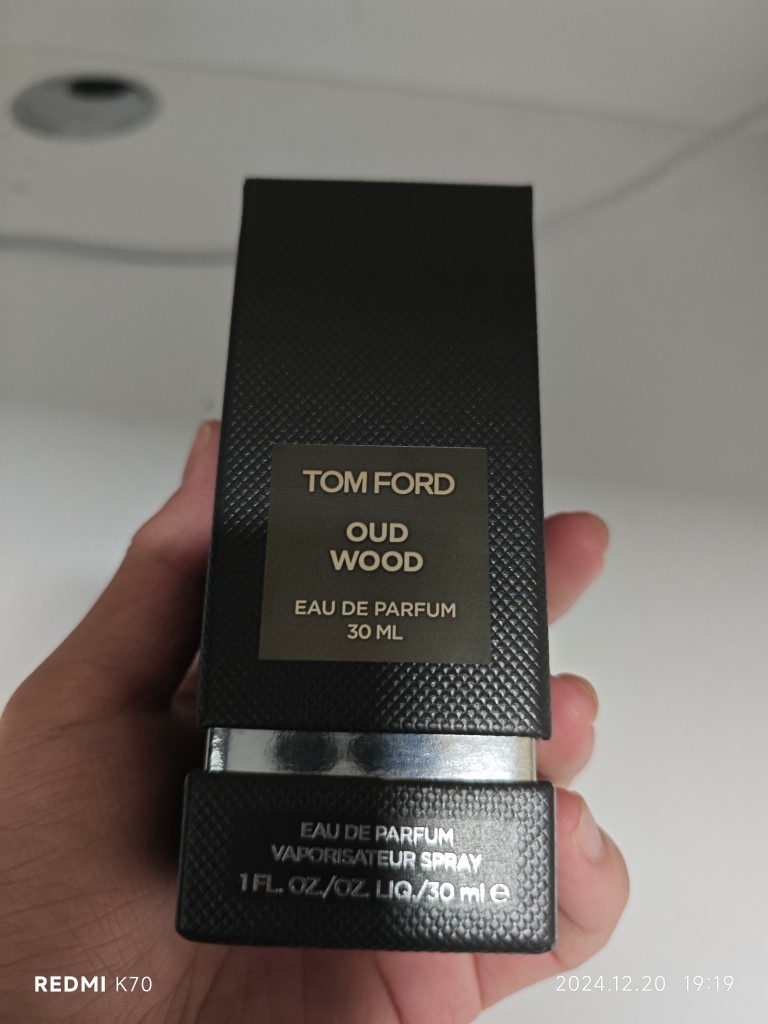 TOM FORD
OUD
WOOD
EAU DE PARFUM
30 ML
EAU DE PARFUM
VAPORISATEUR SPRAY
1 FL. OZ./OZ. LIQ./30 ml ℮
REDMI K70
2024.12.20 19:19